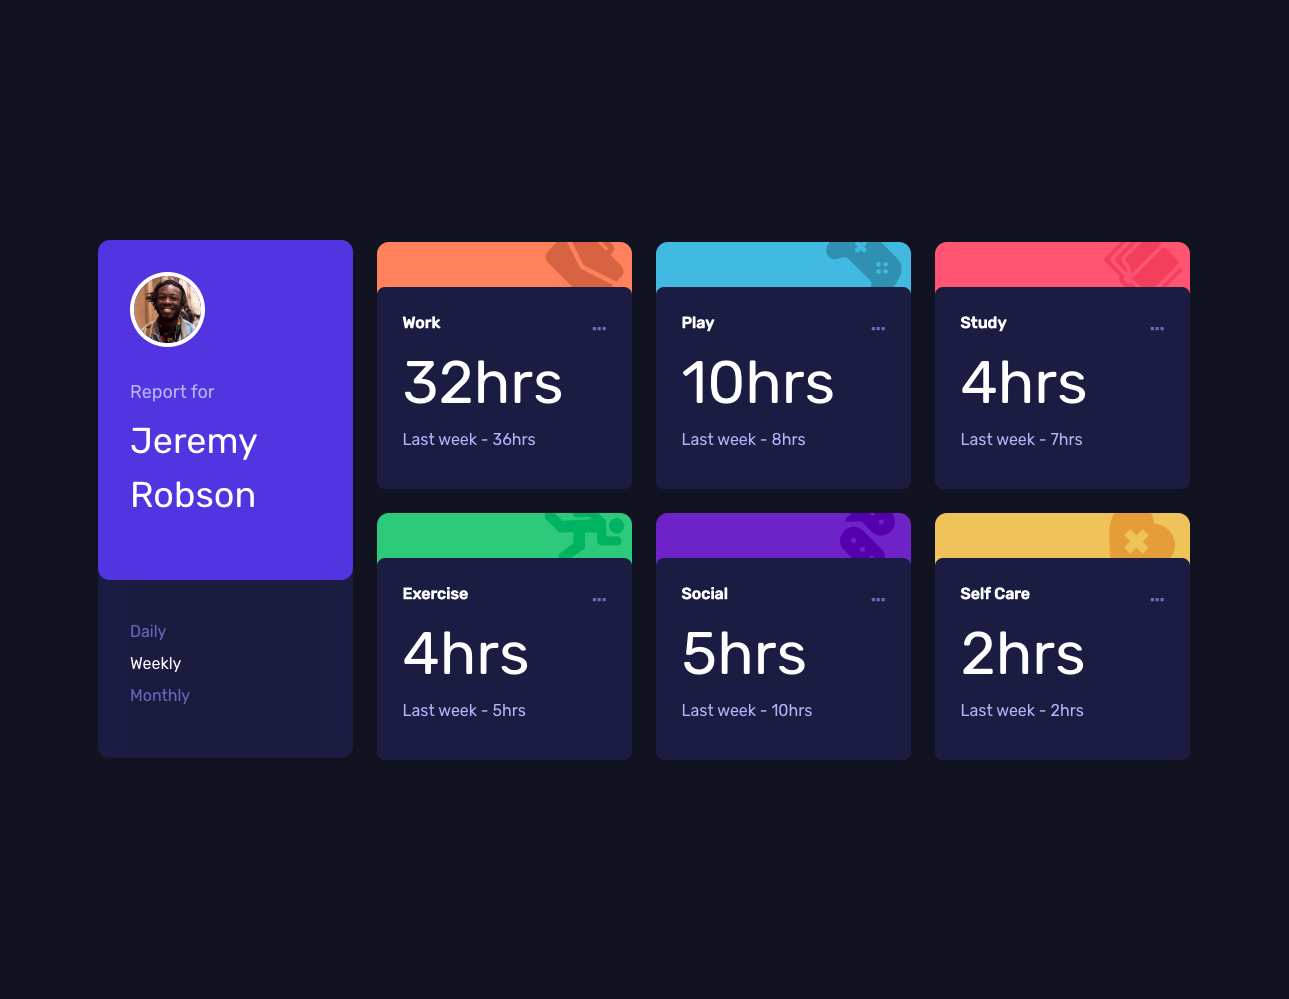 Report for
Jeremy
Robson
Daily
Weekly
Monthly
Work
32hrs
Last week - 36hrs
Play
10hrs
Last week - 8hrs
Study
4hrs
Last week - 7hrs
Exercise
4hrs
Last week - 5hrs
Social
5hrs
Last week - 10hrs
Self Care
2hrs
Last week - 2hrs